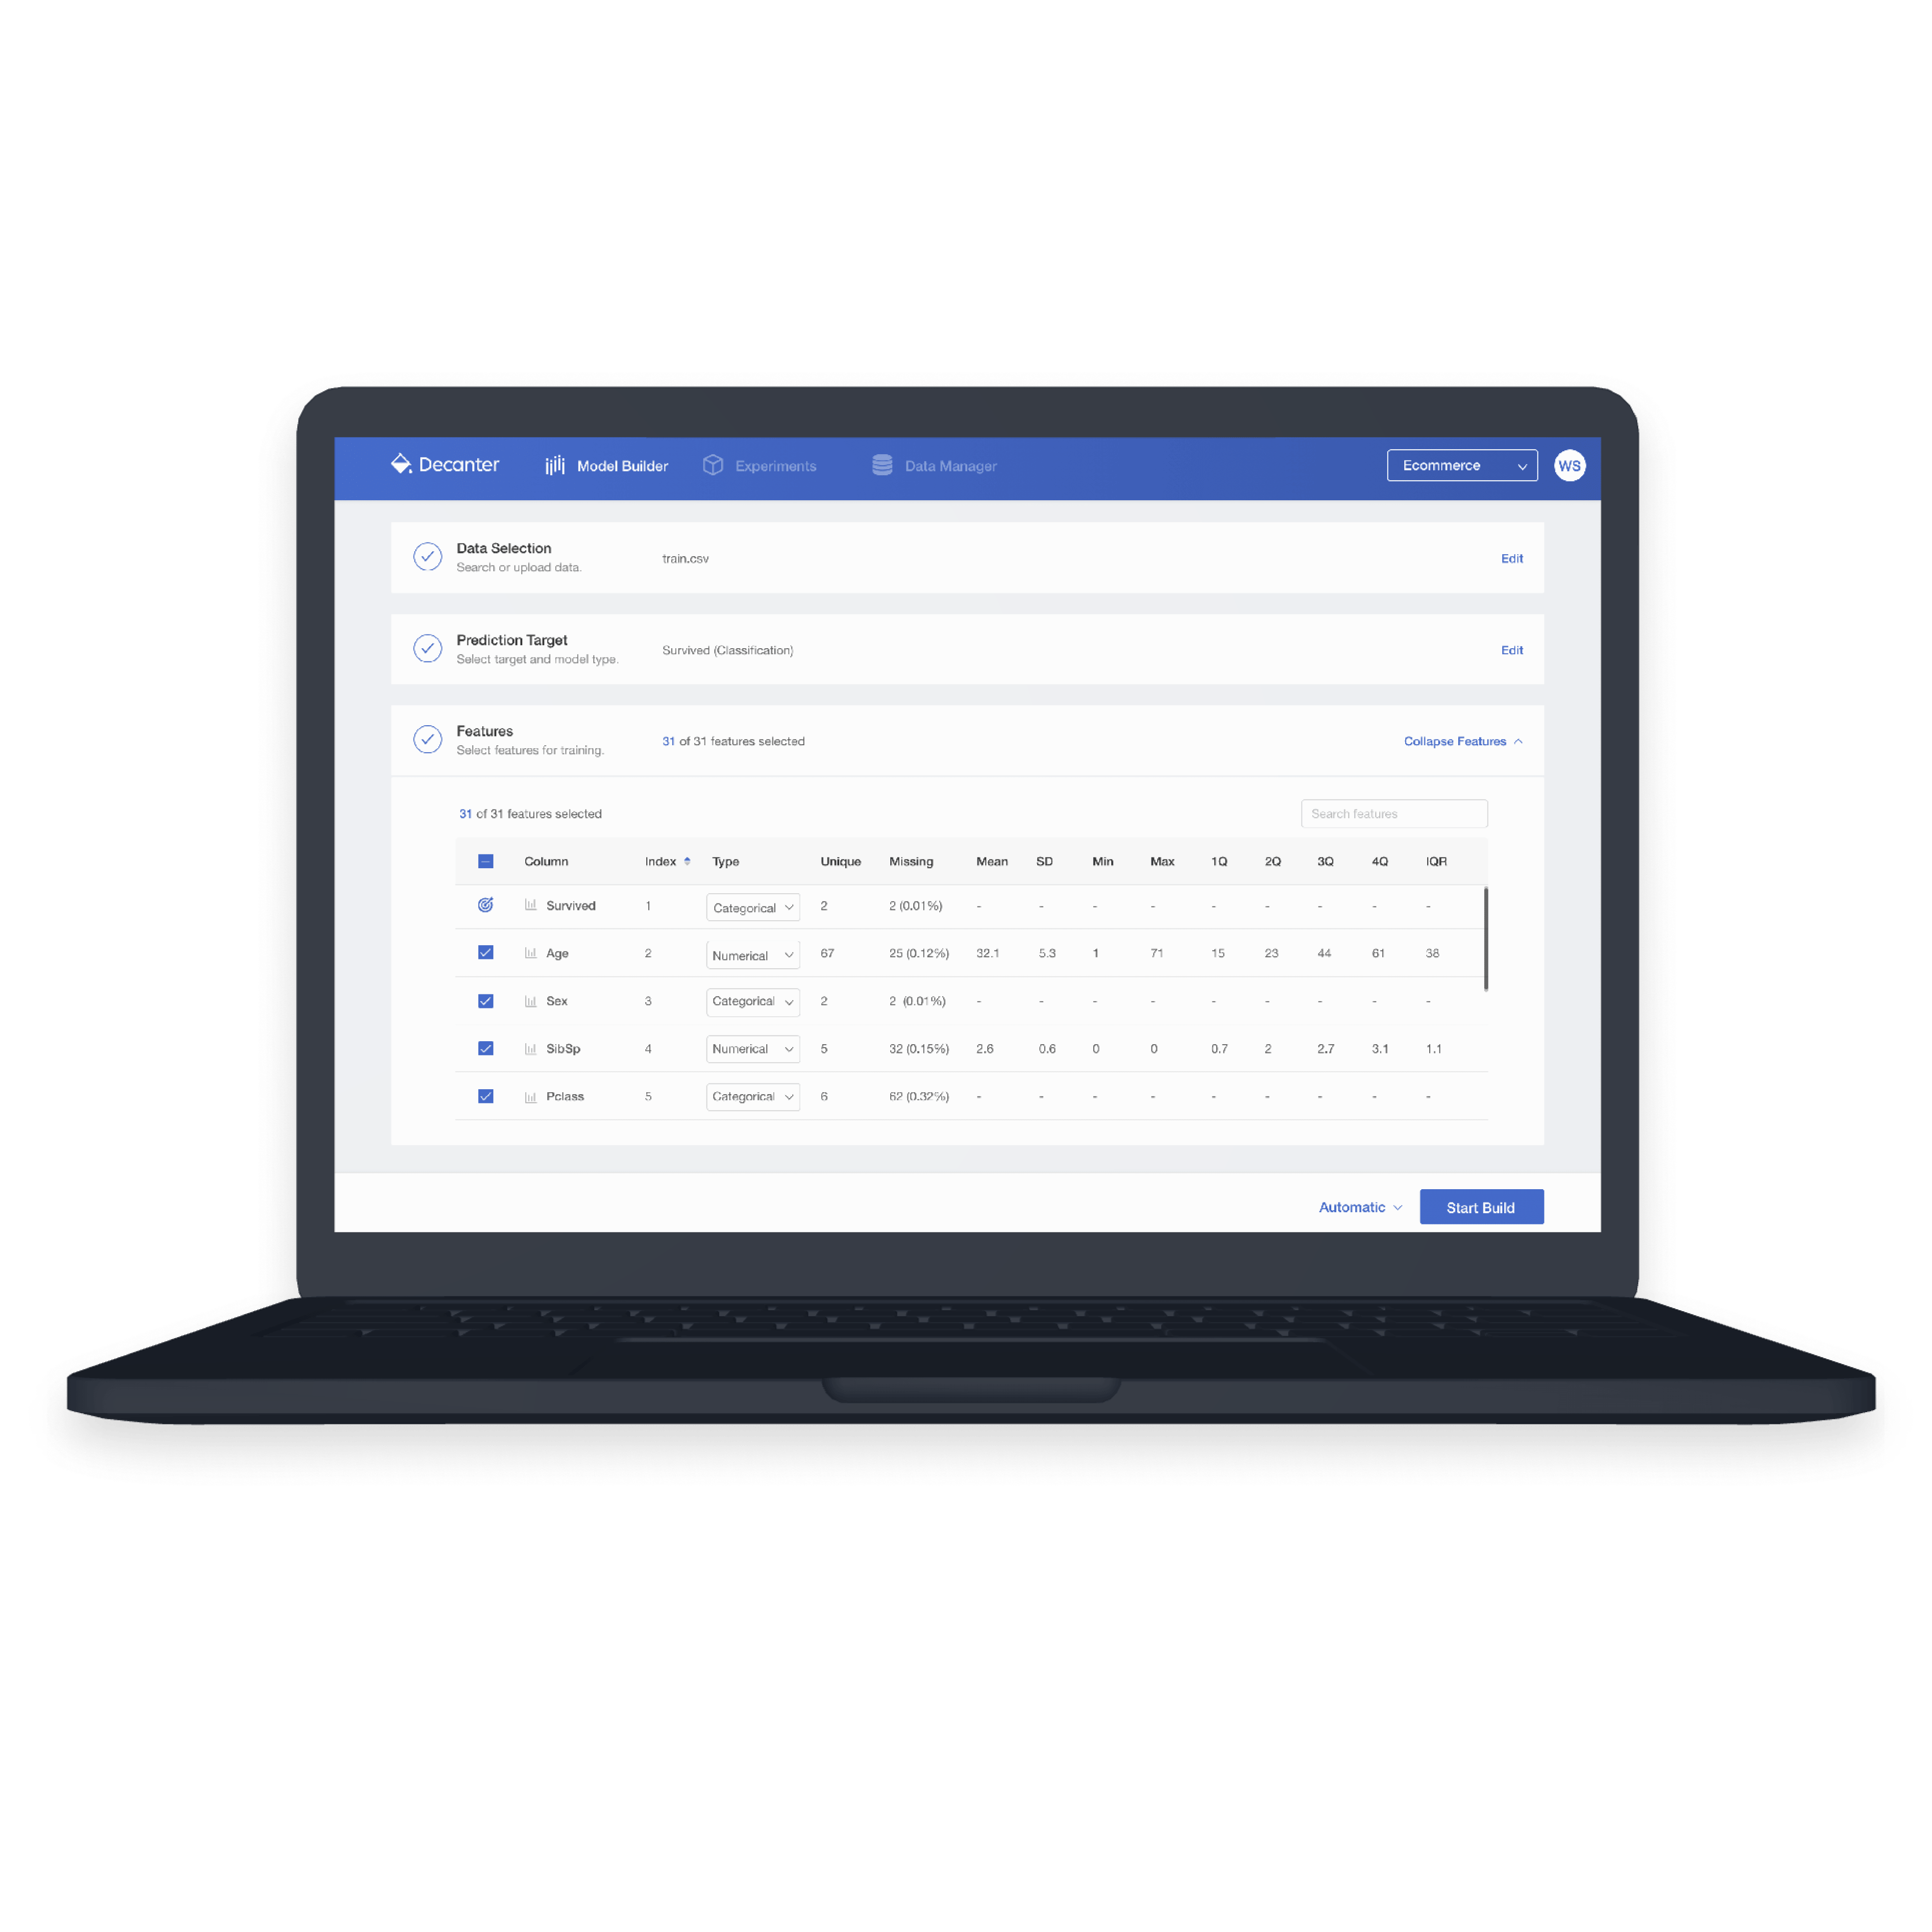 Decanter Model Builder Experiments Data Manager Ecommerce WS
Data Selection
Search or upload data.
train.csv
Edit
Prediction Target
Select target and model type.
Survived (Classification)
Edit
Features
Select features for training.
31 of 31 features selected
Collapse Features
31 of 31 features selected
Search features
Column Index Type Unique Missing Mean SD Min Max 1Q 2Q 3Q 4Q IQR
Survived 1 Categorical 2 2 (0.01%) - - - - - - - - -
Age 2 Numerical 67 25 (0.12%) 32.1 5.3 1 71 15 23 44 61 38
Sex 3 Categorical 2 2 (0.01%) - - - - - - - - -
SibSp 4 Numerical 5 32 (0.15%) 2.6 0.6 0 0 0.7 2 2.7 3.1 1.1
Pclass 5 Categorical 6 62 (0.32%) - - - - - - - - -
Automatic Start Build